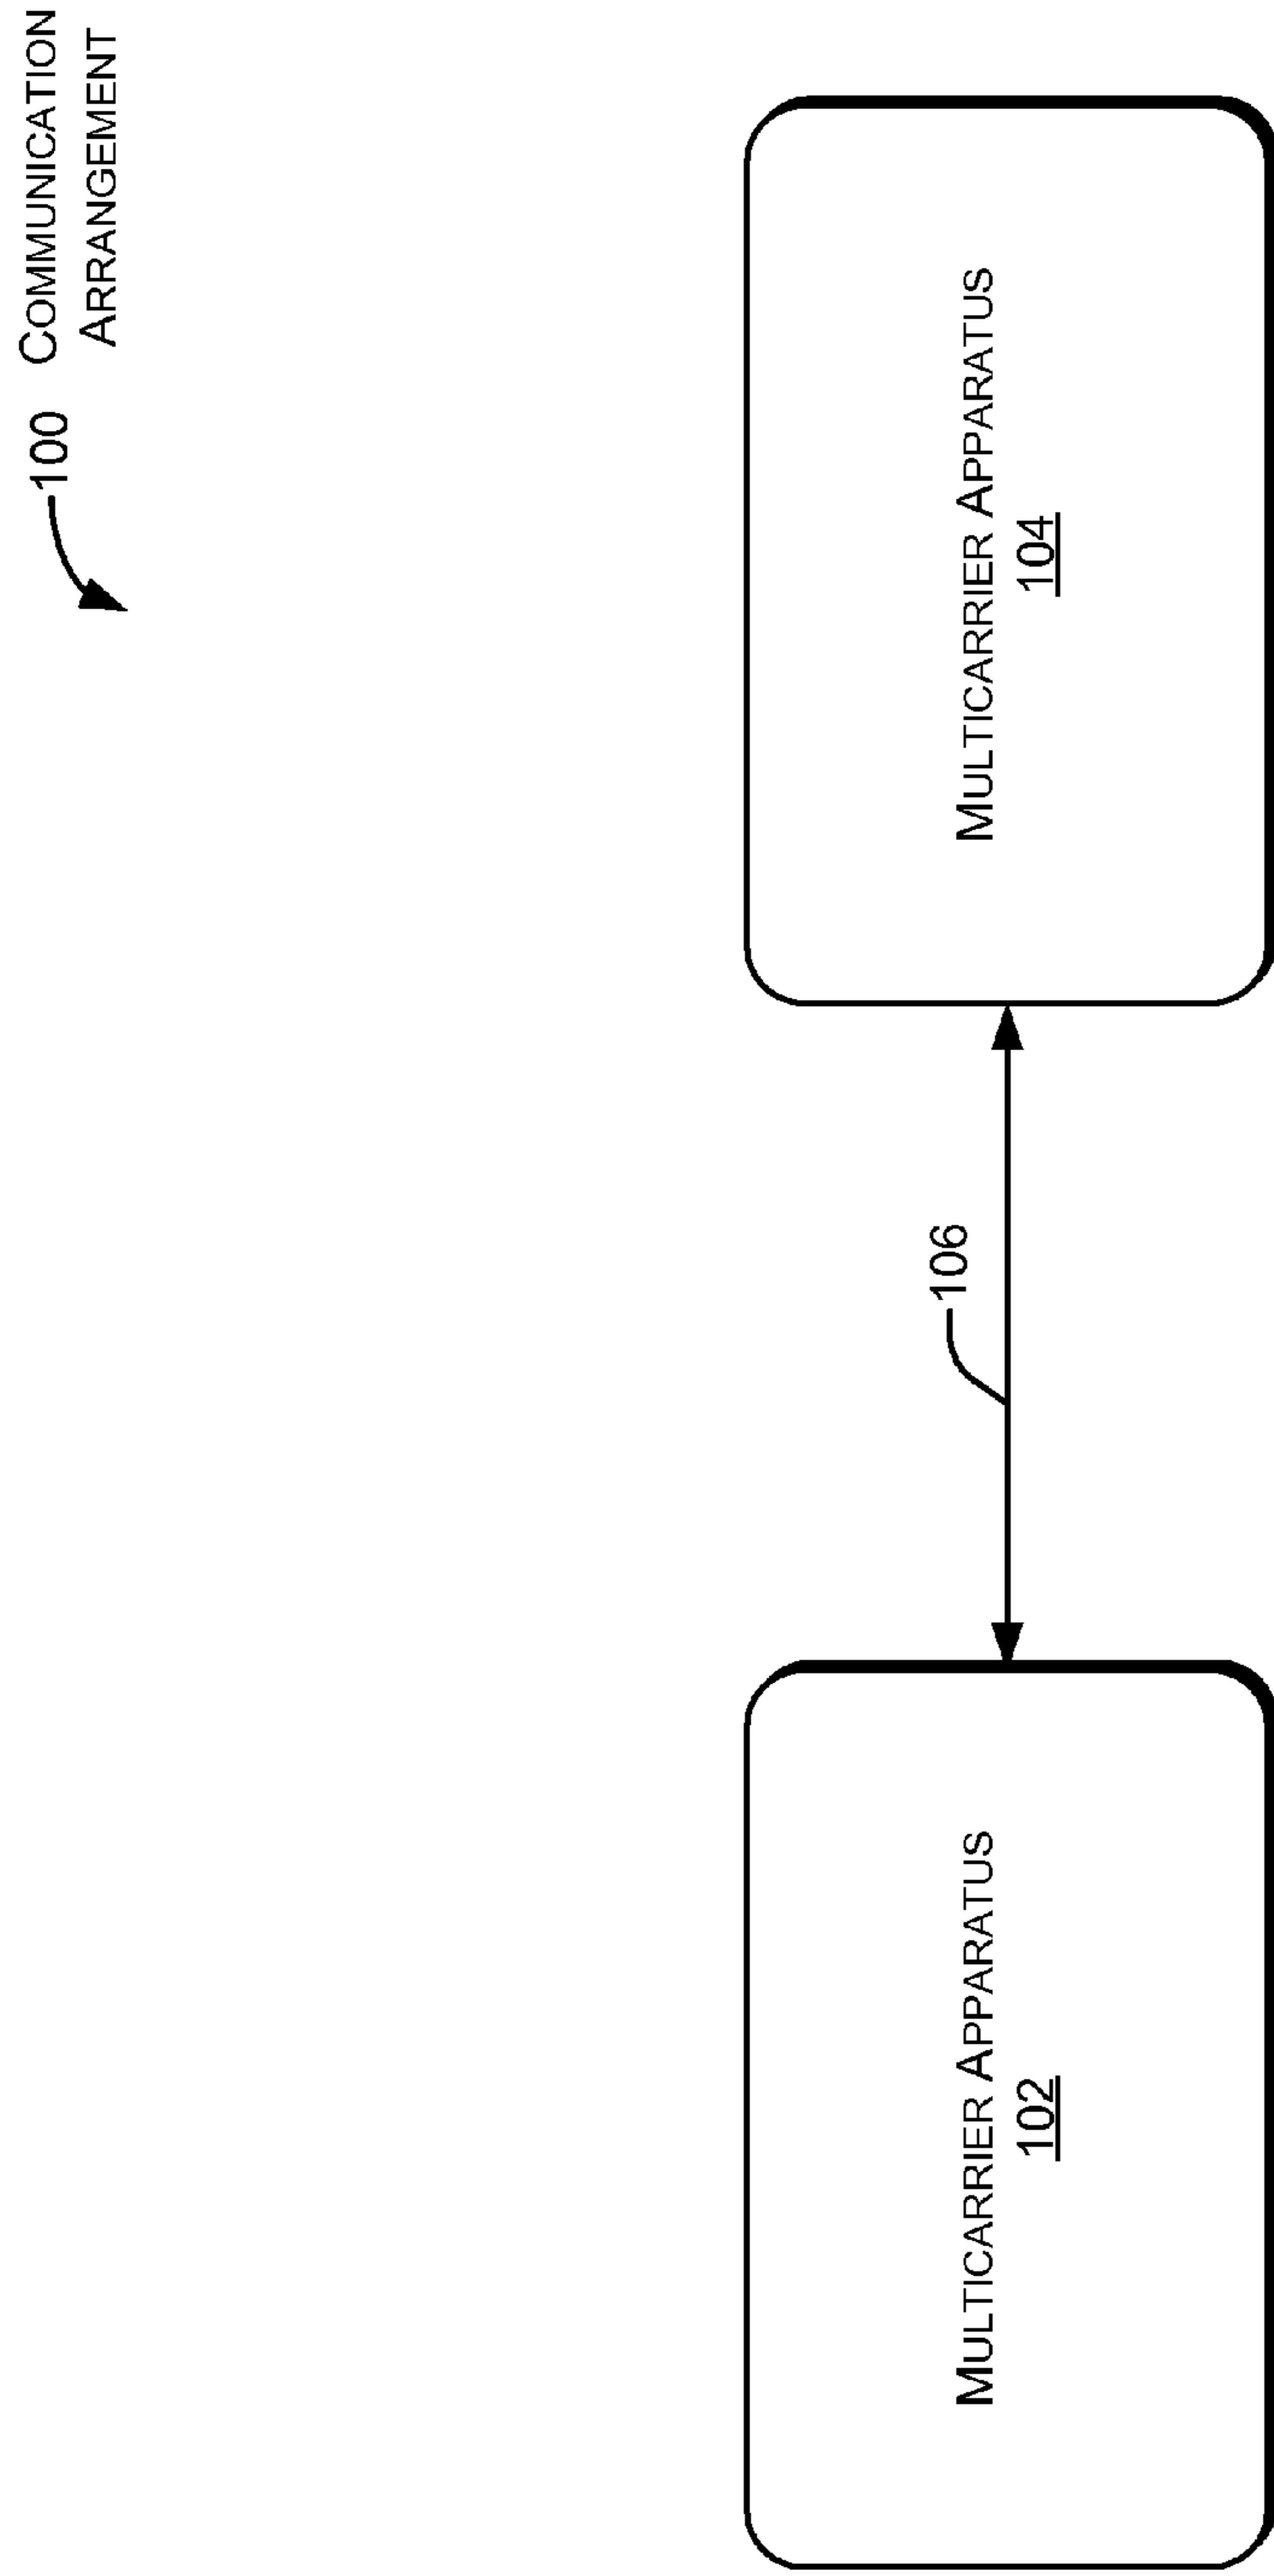 100 COMMUNICATION
ARRANGEMENT
MULTICARRIER APPARATUS
102
106
MULTICARRIER APPARATUS
104